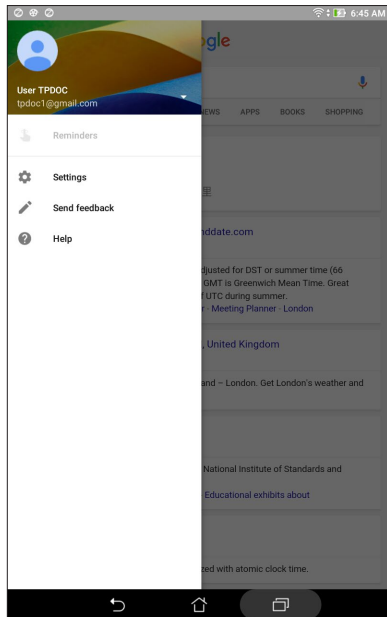 6:45 AM
gle
User TPDOC
tpdoc1@gmail.com
EWS APPS BOOKS SHOPPING
Reminders
Settings
Send feedback
Help
里
nddate.com
djusted for DST or summer time (66
GMT is Greenwich Mean Time. Great
f UTC during summer.
r - Meeting Planner - London
, United Kingdom
and – London. Get London's weather and
National Institute of Standards and
Educational exhibits about
zed with atomic clock time.